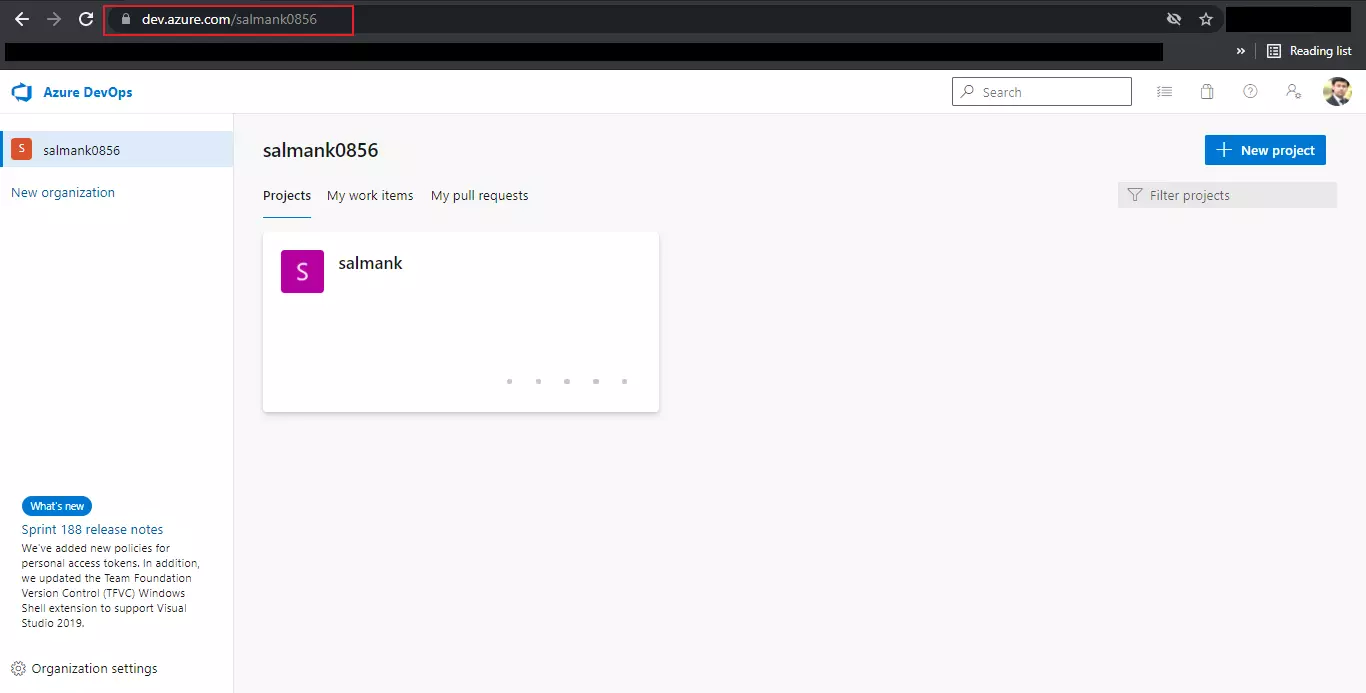 dev.azure.com/salmank0856
» Reading list
Azure DevOps
Search
S salmank0856
New organization
salmank0856
New project
Projects My work items My pull requests
Filter projects
S salmank
What's new
Sprint 188 release notes
We've added new policies for
personal access tokens. In addition,
we updated the Team Foundation
Version Control (TFVC) Windows
Shell extension to support Visual
Studio 2019.
Organization settings